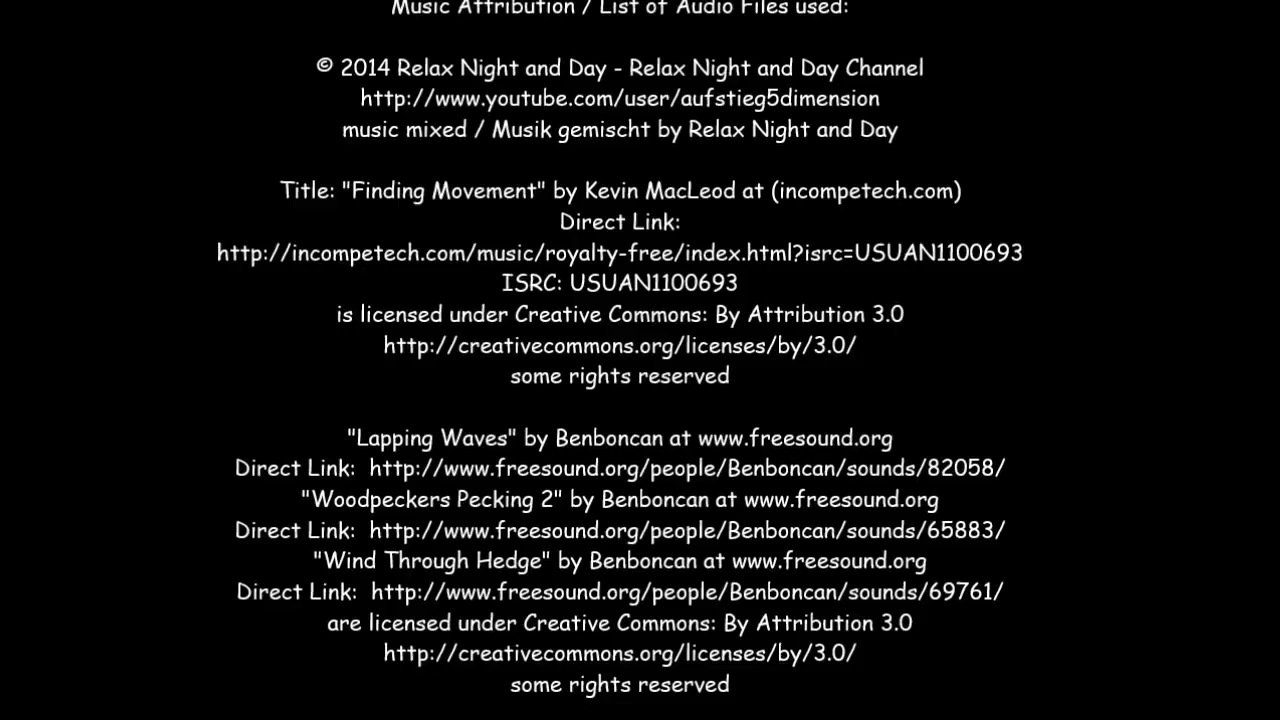 Music Attribution / List of Audio Files used:
© 2014 Relax Night and Day - Relax Night and Day Channel
http://www.youtube.com/user/aufstieg5dimension
music mixed / Musik gemischt by Relax Night and Day
Title: "Finding Movement" by Kevin MacLeod at (incompetech.com)
Direct Link:
http://incompetech.com/music/royalty-free/index.html?isrc=USUAN1100693
ISRC: USUAN1100693
is licensed under Creative Commons: By Attribution 3.0
http://creativecommons.org/licenses/by/3.0/
some rights reserved
"Lapping Waves" by Benboncan at www.freesound.org
Direct Link:  http://www.freesound.org/people/Benboncan/sounds/82058/
"Woodpeckers Pecking 2" by Benboncan at www.freesound.org
Direct Link:  http://www.freesound.org/people/Benboncan/sounds/65883/
"Wind Through Hedge" by Benboncan at www.freesound.org
Direct Link:  http://www.freesound.org/people/Benboncan/sounds/69761/
are licensed under Creative Commons: By Attribution 3.0
http://creativecommons.org/licenses/by/3.0/
some rights reserved